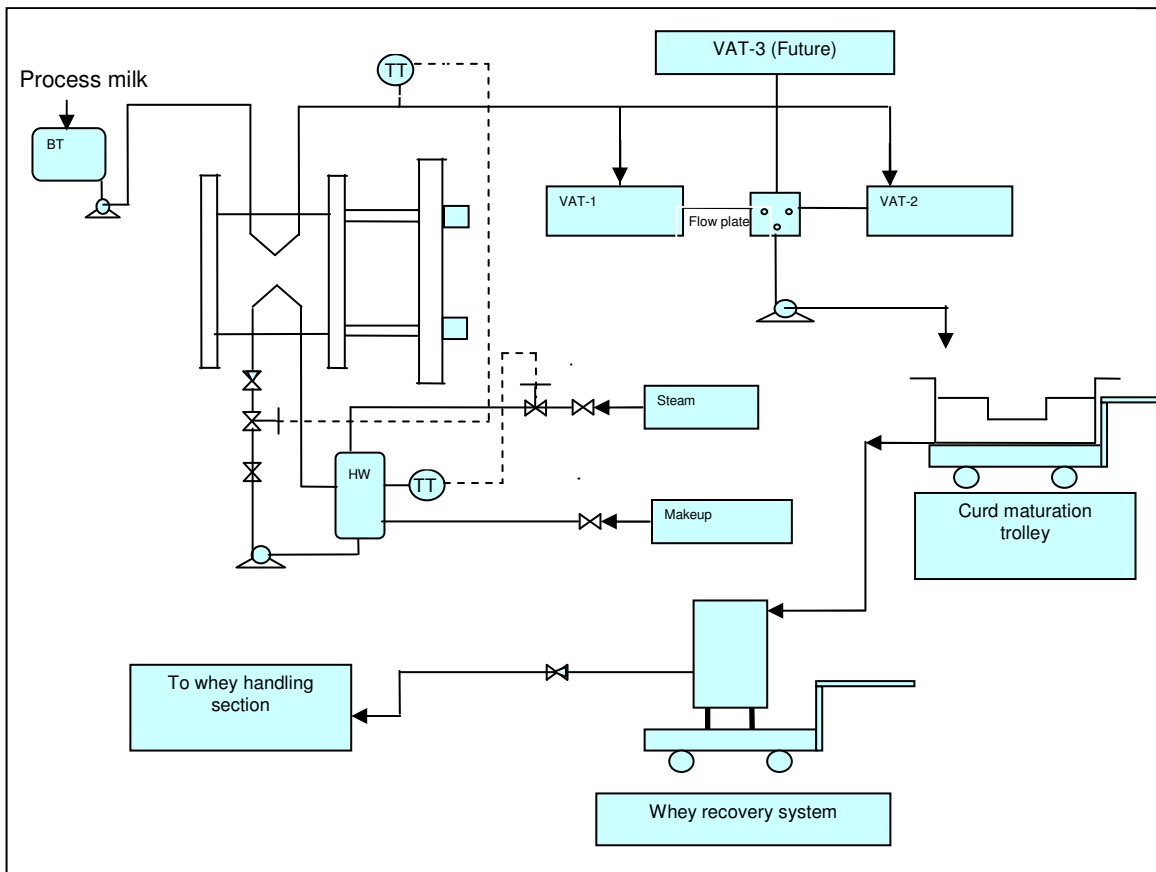 VAT-3 (Future)
TT
Process milk
BT
VAT-1
Flow plate
VAT-2
Steam
HW
TT
Makeup
Curd maturation
trolley
To whey handling
section
Whey recovery system